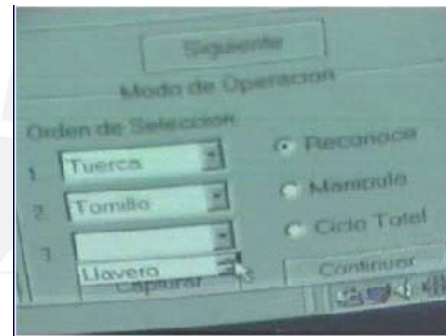 Siguiente
Modo de Operacion
Orden de Seleccion
1 Tuerca
Reconoce
2 Tornillo
Manipula
3
Ciclo Total
Llavero
Capturar
Continuar